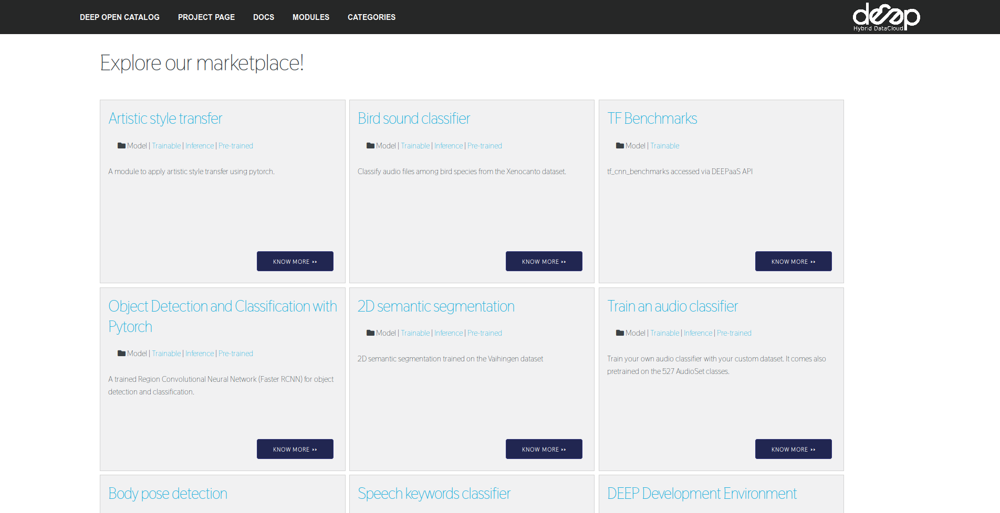 DEEP OPEN CATALOG PROJECT PAGE DOCS MODULES CATEGORIES
deep
Hybrid DataCloud
Explore our marketplace!
Artistic style transfer
Model | Trainable | Inference | Pre-trained
A module to apply artistic style transfer using pytorch.
KNOW MORE »
Bird sound classifier
Model | Trainable | Inference | Pre-trained
Classify audio files among bird species from the Xenocanto dataset.
KNOW MORE »
TF Benchmarks
Model | Trainable
tf_cnn_benchmarks accessed via DEEPaaS API
KNOW MORE »
Object Detection and Classification with
Pytorch
Model | Trainable | Inference | Pre-trained
A trained Region Convolutional Neural Network (Faster RCNN) for object
detection and classification.
KNOW MORE »
2D semantic segmentation
Model | Trainable | Inference | Pre-trained
2D semantic segmentation trained on the Vaihingen dataset
KNOW MORE »
Train an audio classifier
Model | Trainable | Inference | Pre-trained
Train your own audio classifier with your custom dataset. It comes also
pretrained on the 527 AudioSet classes.
KNOW MORE »
Body pose detection
Speech keywords classifier
DEEP Development Environment